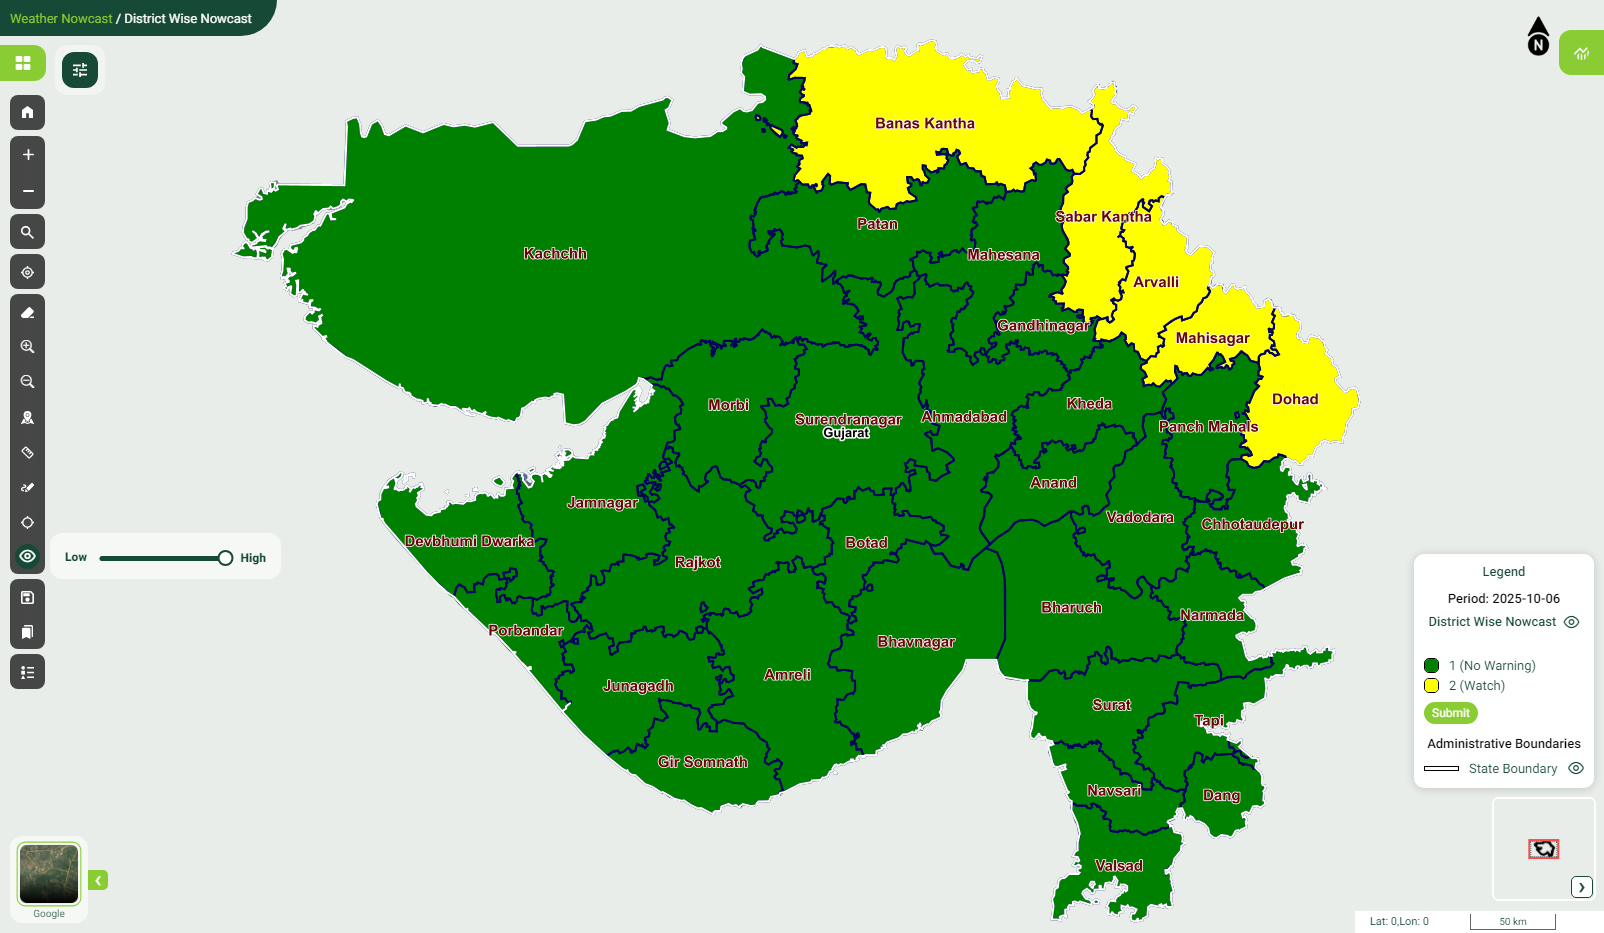 Weather Nowcast / District Wise Nowcast
N
Banas Kantha
Sabar Kantha
Patan
Kachchh
Mahesana
Arvalli
Gandhinagar
Mahisagar
Dohad
Morbi
Kheda
Surendranagar
Ahmadabad
Panch Mahals
Gujarat
Anand
Jamnagar
Vadodara
Chhotaudepur
Devbhumi Dwarka
Botad
Low
High
Rajkot
Bharuch
Narmada
Porbandar
Bhavnagar
Amreli
Junagadh
Surat
Tapi
Gir Somnath
Navsari
Dang
Valsad
Legend
Period: 2025-10-06
District Wise Nowcast
1 (No Warning)
2 (Watch)
Submit
Administrative Boundaries
State Boundary
Google
Lat: 0,Lon: 0
50 km